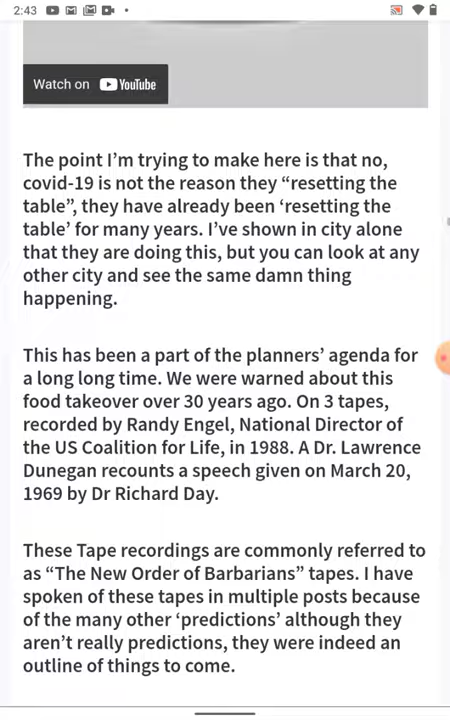 2:43
Watch on YouTube
The point I’m trying to make here is that no,
covid-19 is not the reason they “resetting the
table”, they have already been ‘resetting the
table’ for many years. I’ve shown in city alone
that they are doing this, but you can look at any
other city and see the same damn thing
happening.
This has been a part of the planners’ agenda for
a long long time. We were warned about this
food takeover over 30 years ago. On 3 tapes,
recorded by Randy Engel, National Director of
the US Coalition for Life, in 1988. A Dr. Lawrence
Dunegan recounts a speech given on March 20,
1969 by Dr Richard Day.
These Tape recordings are commonly referred to
as “The New Order of Barbarians” tapes. I have
spoken of these tapes in multiple posts because
of the many other ‘predictions’ although they
aren’t really predictions, they were indeed an
outline of things to come.